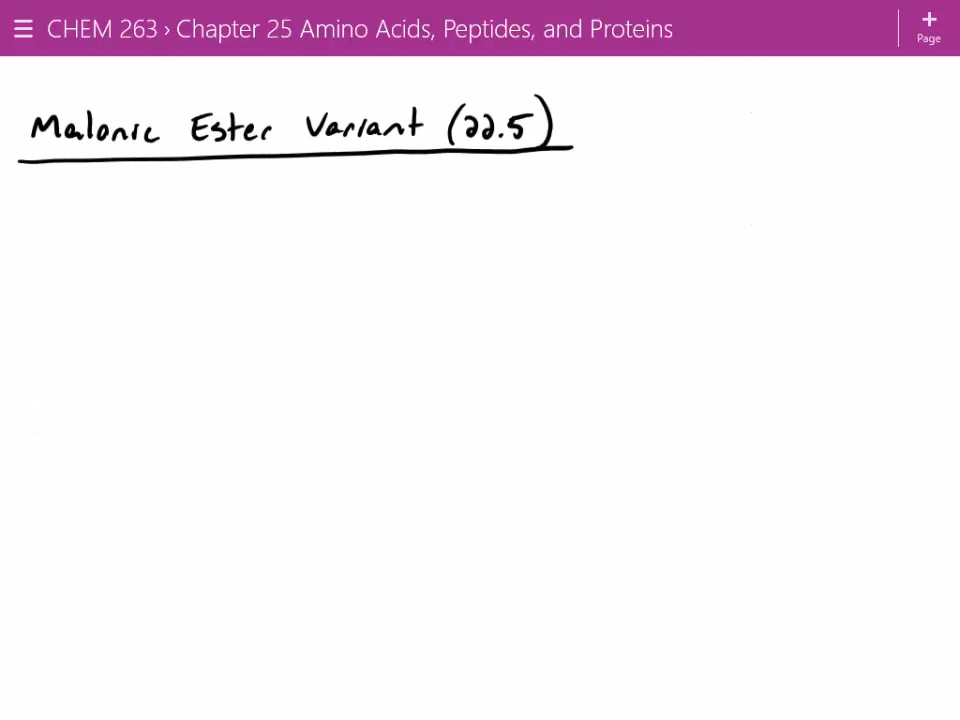 ☰ CHEM 263 › Chapter 25 Amino Acids, Peptides, and Proteins
+
Page
Malonic Ester Variant (22.5)